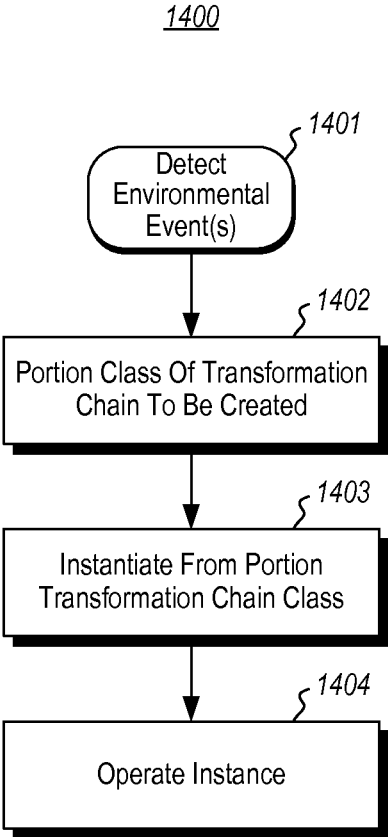 1400
1401
Detect
Environmental
Event(s)
1402
Portion Class Of Transformation
Chain To Be Created
1403
Instantiate From Portion
Transformation Chain Class
1404
Operate Instance